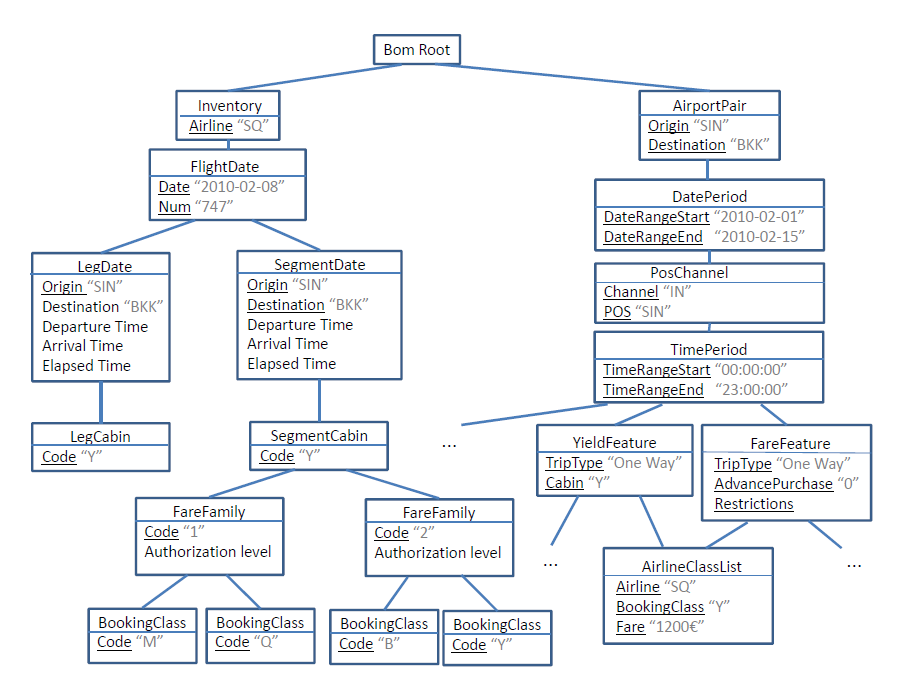 Bom Root
Inventory
Airline “SQ”
AirportPair
Origin “SIN”
Destination “BKK”
FlightDate
Date “2010-02-08”
Num “747”
DatePeriod
DateRangeStart “2010-02-01”
DateRangeEnd “2010-02-15”
LegDate
Origin “SIN”
Destination “BKK”
Departure Time
Arrival Time
Elapsed Time
SegmentDate
Origin “SIN”
Destination “BKK”
Departure Time
Arrival Time
Elapsed Time
PosChannel
Channel “IN”
POS “SIN”
TimePeriod
TimeRangeStart “00:00:00”
TimeRangeEnd “23:00:00”
LegCabin
Code “Y”
SegmentCabin
Code “Y”
...
YieldFeature
TripType “One Way”
Cabin “Y”
FareFeature
TripType “One Way”
AdvancePurchase “0”
Restrictions
FareFamily
Code “1”
Authorization level
FareFamily
Code “2”
Authorization level
...
AirlineClassList
Airline “SQ”
BookingClass “Y”
Fare “1200€”
...
BookingClass
Code “M”
BookingClass
Code “Q”
BookingClass
Code “B”
BookingClass
Code “Y”